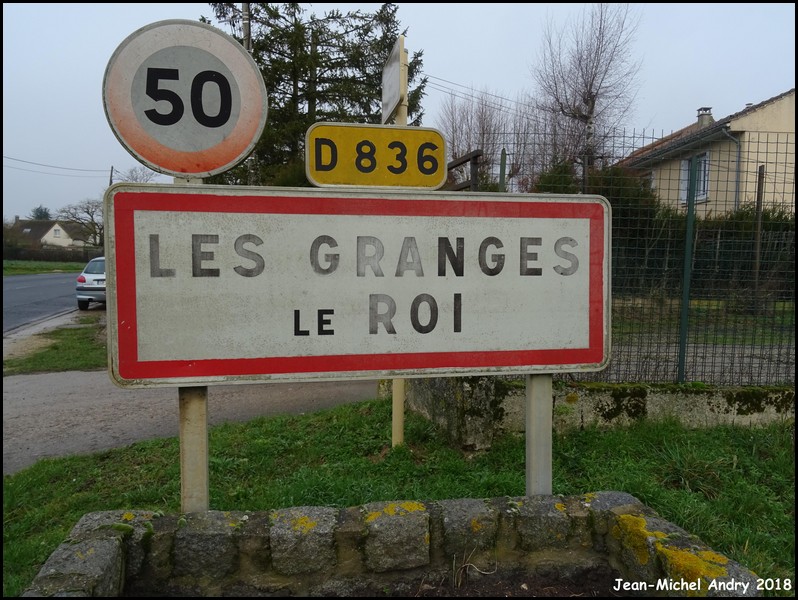 50
D 836
LES GRANGES
LE ROI
Jean-Michel Andry 2018